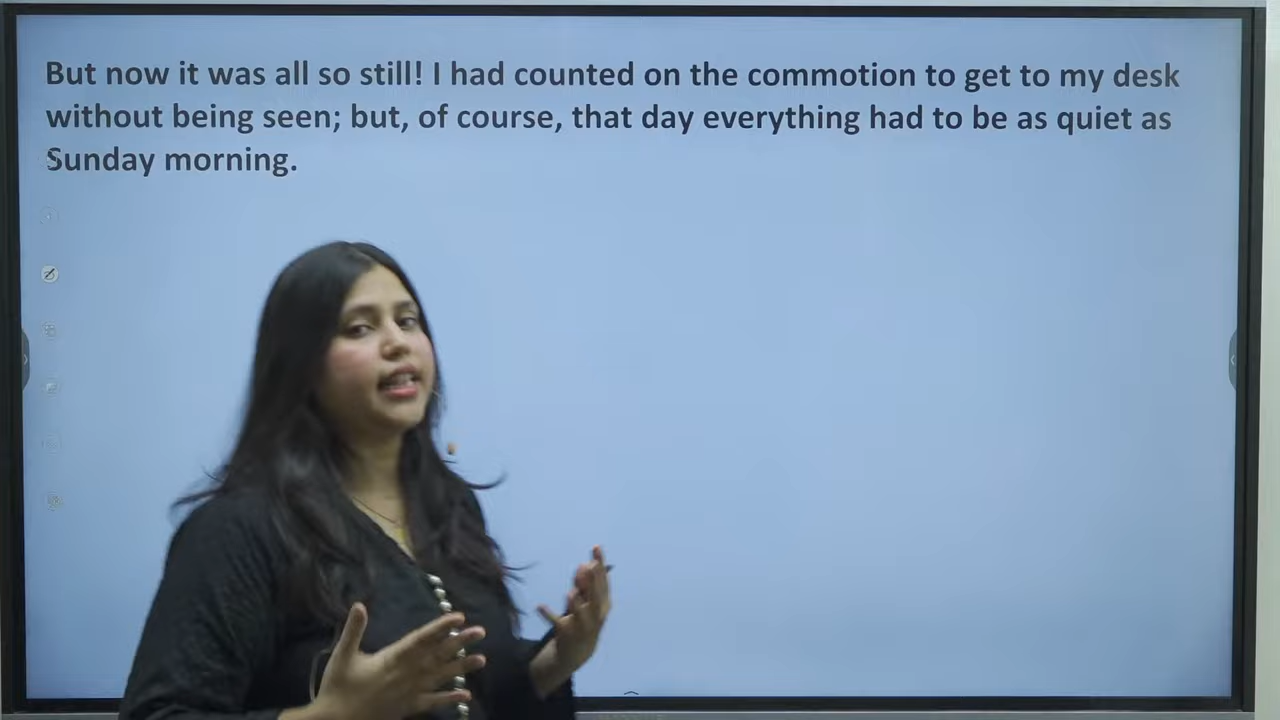 But now it was all so still! I had counted on the commotion to get to my desk
without being seen; but, of course, that day everything had to be as quiet as
Sunday morning.